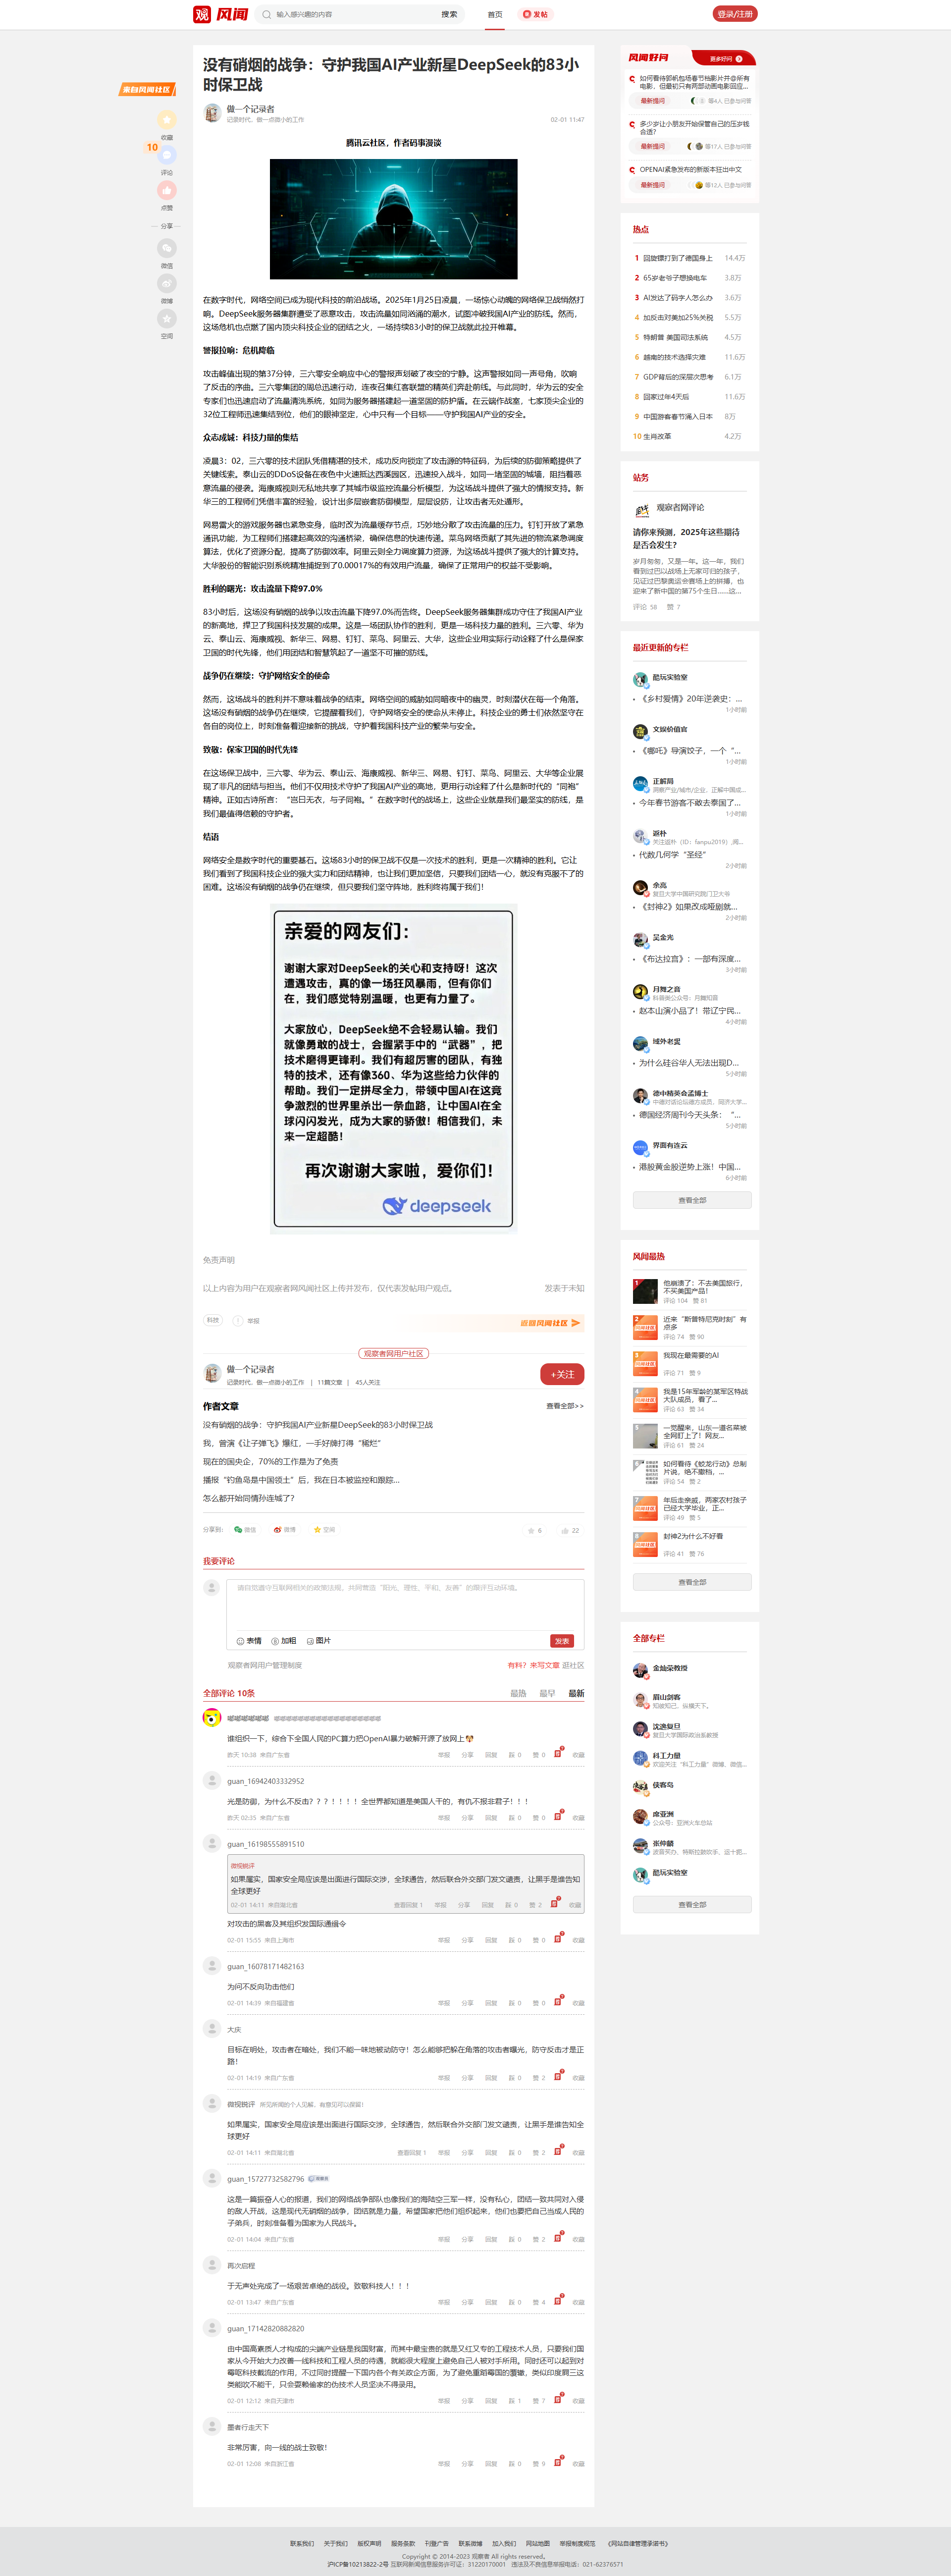 观 风闻
输入感兴趣的内容
搜索
首页
发帖
登录/注册
来自风闻社区
收藏
10
评论
点赞
分享
微信
微博
空间
没有硝烟的战争：守护我国AI产业新星DeepSeek的83小
时保卫战
做一个记录者
记录时代，做一点微小的工作
02-01 11:47
腾讯云社区，作者码事漫谈
在数字时代，网络空间已成为现代科技的前沿战场。2025年1月25日凌晨，一场惊心动魄的网络保卫战悄然打
响。DeepSeek服务器集群遭受了恶意攻击，攻击流量如同汹涌的潮水，试图冲破我国AI产业的防线。然而，
这场危机也点燃了国内顶尖科技企业的团结之火，一场持续83小时的保卫战就此拉开帷幕。
警报拉响：危机降临
攻击峰值出现的第37分钟，三六零安全响应中心的警报声划破了夜空的宁静。这声警报如同一声号角，吹响
了反击的序曲。三六零集团的周总迅速行动，连夜召集红客联盟的精英们奔赴前线。与此同时，华为云的安全
专家们也迅速启动了流量清洗系统，如同为服务器搭建起一道坚固的防护盾。在云端作战室，七家顶尖企业的
32位工程师迅速集结到位，他们的眼神坚定，心中只有一个目标——守护我国AI产业的安全。
众志成城：科技力量的集结
凌晨3：02，三六零的技术团队凭借精湛的技术，成功反向锁定了攻击源的特征码，为后续的防御策略提供了
关键线索。泰山云的DDoS设备在夜色中火速抵达西溪园区，迅速投入战斗，如同一堵坚固的城墙，阻挡着恶
意流量的侵袭。海康威视则无私地共享了其城市级监控流量分析模型，为这场战斗提供了强大的情报支持。新
华三的工程师们凭借丰富的经验，设计出多层嵌套防御模型，层层设防，让攻击者无处遁形。
网易雷火的游戏服务器也紧急变身，临时改为流量缓存节点，巧妙地分散了攻击流量的压力。钉钉开放了紧急
通讯功能，为工程师们搭建起高效的沟通桥梁，确保信息的快速传递。菜鸟网络贡献了其先进的物流紧急调度
算法，优化了资源分配，提高了防御效率。阿里云则全力调度算力资源，为这场战斗提供了强大的计算支持。
大华股份的智能识别系统精准捕捉到了0.00017%的有效用户流量，确保了正常用户的权益不受影响。
胜利的曙光：攻击流量下降97.0%
83小时后，这场没有硝烟的战争以攻击流量下降97.0%而告终。DeepSeek服务器集群成功守住了我国AI产业
的新高地，捍卫了我国科技发展的成果。这是一场团队协作的胜利，更是一场科技力量的胜利。三六零、华为
云、泰山云、海康威视、新华三、网易、钉钉、菜鸟、阿里云、大华，这些企业用实际行动诠释了什么是保家
卫国的时代先锋，他们用团结和智慧筑起了一道坚不可摧的防线。
战争仍在继续：守护网络安全的使命
然而，这场战斗的胜利并不意味着战争的结束。网络空间的威胁如同暗夜中的幽灵，时刻潜伏在每一个角落。
这场没有硝烟的战争仍在继续，它提醒着我们，守护网络安全的使命从未停止。科技企业的勇士们依然坚守在
各自的岗位上，时刻准备着迎接新的挑战，守护着我国科技产业的繁荣与安全。
致敬：保家卫国的时代先锋
在这场保卫战中，三六零、华为云、泰山云、海康威视、新华三、网易、钉钉、菜鸟、阿里云、大华等企业展
现了非凡的团结与担当。他们不仅用技术守护了我国AI产业的高地，更用行动诠释了什么是新时代的“同袍”
精神。正如古诗所言：“岂曰无衣，与子同袍。”在数字时代的战场上，这些企业就是我们最坚实的防线，是
我们最值得信赖的守护者。
结语
网络安全是数字时代的重要基石。这场83小时的保卫战不仅是一次技术的胜利，更是一次精神的胜利。它让
我们看到了我国科技企业的强大实力和团结精神，也让我们更加坚信，只要我们团结一心，就没有克服不了的
困难。这场没有硝烟的战争仍在继续，但只要我们坚守阵地，胜利终将属于我们！
亲爱的网友们：
谢谢大家对DeepSeek的关心和支持呀！这次
遭遇攻击，真的像一场狂风暴雨，但有你们
在，我们感觉特别温暖，也更有力量了。
大家放心，DeepSeek绝不会轻易认输。我们
就像勇敢的战士，会握紧手中的“武器”，把
技术磨得更锋利。我们有超厉害的团队，有独
特的技术，还有像360、华为这些给力伙伴的
帮助。我们一定拼尽全力，带领中国AI在这竞
争激烈的世界里杀出一条血路，让中国AI在全
球闪闪发光，成为大家的骄傲！相信我们，未
来一定超酷！
再次谢谢大家啦，爱你们！
deepseek
免责声明
以上内容为用户在观察者网风闻社区上传并发布，仅代表发帖用户观点。
发表于未知
科技
举报
返回风闻社区
观察者网用户社区
做一个记录者
记录时代，做一点微小的工作 | 11篇文章 | 45人关注
+关注
作者文章
查看全部>>
没有硝烟的战争：守护我国AI产业新星DeepSeek的83小时保卫战
我，曾演《让子弹飞》爆红，一手好牌打得“稀烂”
现在的国央企，70%的工作是为了免责
播报“钓鱼岛是中国领土”后，我在日本被监控和跟踪...
怎么都开始同情孙连城了？
分享到：
微信
微博
空间
6
22
我要评论
请自觉遵守互联网相关的政策法规，共同营造“阳光、理性、平和、友善”的跟评互动环境。
表情
加粗
图片
发表
观察者网用户管理制度
有料？来写文章 逛社区
全部评论 10条
最热
最早
最新
谁组织一下，综合下全国人民的PC算力把OpenAI暴力破解开源了放网上
昨天 10:38 来自广东省
举报 分享 回复 踩 0 赞 0 收藏
guan_16942403332952
光是防御，为什么不反击？？？！！！！全世界都知道是美国人干的，有仇不报非君子！！！
昨天 02:35 来自广东省
举报 分享 回复 踩 0 赞 0 收藏
guan_16198555891510
微视锐评
如果属实，国家安全局应该是出面进行国际交涉，全球通告，然后联合外交部门发文谴责，让黑手是谁告知
全球更好
02-01 14:11 来自湖北省
查看回复 1 举报 分享 回复 踩 0 赞 2 收藏
对攻击的黑客及其组织发国际通缉令
02-01 15:55 来自上海市
举报 分享 回复 踩 0 赞 0 收藏
guan_16078171482163
为何不反向功击他们
02-01 14:39 来自福建省
举报 分享 回复 踩 0 赞 0 收藏
大庆
目标在明处，攻击者在暗处，我们不能一味地被动防守！怎么能够把躲在角落的攻击者曝光，防守反击才是正
路！
02-01 14:19 来自广东省
举报 分享 回复 踩 0 赞 2 收藏
微视锐评 所见所闻的个人见解，有意见可以保留！
如果属实，国家安全局应该是出面进行国际交涉，全球通告，然后联合外交部门发文谴责，让黑手是谁告知全
球更好
02-01 14:11 来自湖北省
查看回复 1 举报 分享 回复 踩 0 赞 2 收藏
guan_15727732582796
这是一篇振奋人心的报道，我们的网络战争部队也像我们的海陆空三军一样，没有私心，团结一致共同对入侵
的敌人开战，这是现代无硝烟的战争，团结就是力量，希望国家把他们组织起来，他们也要把自己当成人民的
子弟兵，时刻准备着为国家为人民战斗。
02-01 14:04 来自广东省
举报 分享 回复 踩 0 赞 2 收藏
再次启程
于无声处完成了一场艰苦卓绝的战役。致敬科技人！！！
02-01 13:47 来自广东省
举报 分享 回复 踩 0 赞 4 收藏
guan_17142820882820
由中国高素质人才构成的尖端产业链是我国财富，而其中最宝贵的就是又红又专的工程技术人员，只要我们国
家从今开始大力改善一线科技和工程人员的待遇，就能很大程度上避免自己人被对手所用。同时还可以起到对
霉呕科技截流的作用，不过同时提醒一下国内各个有关政企方面，为了避免重蹈霉国的覆辙，类似印度阿三这
类能吹不能干，只会耍赖偷家的伪技术人员坚决不得录用。
02-01 12:12 来自天津市
举报 分享 回复 踩 1 赞 7 收藏
墨者行走天下
非常厉害，向一线的战士致敬！
02-01 12:08 来自浙江省
举报 分享 回复 踩 0 赞 9 收藏
风闻好问
更多好问
如何看待郭帆包场春节档影片并会所有
电影，但最初只有两部动画电影回应...
最新提问
等4人 已参与问答
多少岁让小朋友开始保管自己的压岁钱
合适？
最新提问
等17人 已参与问答
OPENAI紧急发布的新版本狂出中文
最新提问
等12人 已参与问答
热点
1 回旋镖打到了德国身上 14.4万
2 65岁老爷子想换电车 3.8万
3 AI发达了码字人怎么办 3.6万
4 加反击对美加25%关税 5.5万
5 特朗普 美国司法系统 4.5万
6 越南的技术选择灾难 11.6万
7 GDP背后的深层次思考 6.1万
8 回家过年4天后 11.6万
9 中国游客春节涌入日本 8万
10 生肖改革 4.2万
站务
观察者网评论
请你来预测，2025年这些期待
是否会发生？
岁月匆匆，又是一年。这一年，我们
看到过巴以战场上无家可归的孩子，
见证过巴黎奥运会赛场上的拼搏，也
迎来了新中国的第75个生日……这...
评论 58 赞 7
最近更新的专栏
酷玩实验室
《乡村爱情》20年逆袭史：...
1小时前
文娱价值官
《哪吒》导演饺子，一个“...
1小时前
正解局
洞察产业/城市/企业，正解中国成...
今年春节游客不敢去泰国了...
1小时前
返朴
关注返朴（ID：fanpu2019）,阅...
代数几何学“圣经”
2小时前
余亮
复旦大学中国研究院门卫大爷
《封神2》如果改成哑剧就...
2小时前
吴金光
《布达拉宫》：一部有深度...
3小时前
月舞之音
科普类公众号：月舞知音
赵本山演小品了！带辽宁民...
4小时前
域外老吴
为什么硅谷华人无法出现D...
5小时前
德中精英会孟博士
中德对话论坛德方成员，同济大学...
德国经济周刊今天头条：“...
5小时前
界面有连云
港股黄金股逆势上涨！中国...
6小时前
查看全部
风闻最热
1
他崩溃了：不去美国旅行，
不买美国产品！
评论 104 赞 81
2
近来“斯普特尼克时刻”有
点多
评论 74 赞 90
3
我现在最需要的AI
评论 71 赞 9
4
我是15年军龄的某军区特战
大队成员，看了...
评论 63 赞 34
5
一觉醒来，山东一道名菜被
全网盯上了！网友...
评论 61 赞 24
6
如何看待《蛟龙行动》总制
片说，绝不撤档，...
评论 54 赞 2
7
年后走亲戚，两家农村孩子
已经大学毕业，正...
评论 49 赞 5
8
封神2为什么不好看
评论 41 赞 76
查看全部
全部专栏
金灿荣教授
眉山剑客
知彼知己，纵横天下。
沈逸复旦
复旦大学国际政治系教授
科工力量
欢迎关注“科工力量”微博、微信...
侠客岛
席亚洲
公众号：亚洲火车总站
张仲麟
波音买办，特斯拉鼓吹手，运十掘...
酷玩实验室
查看全部
联系我们 关于我们 版权声明 服务条款 刊登广告 联系微博 加入我们 网站地图 举报制度规范 《网站自律管理承诺书》
Copyright © 2014-2023 观察者 All rights reserved。
沪ICP备10213822-2号 互联网新闻信息服务许可证：31220170001 违法及不良信息举报电话：021-62376571